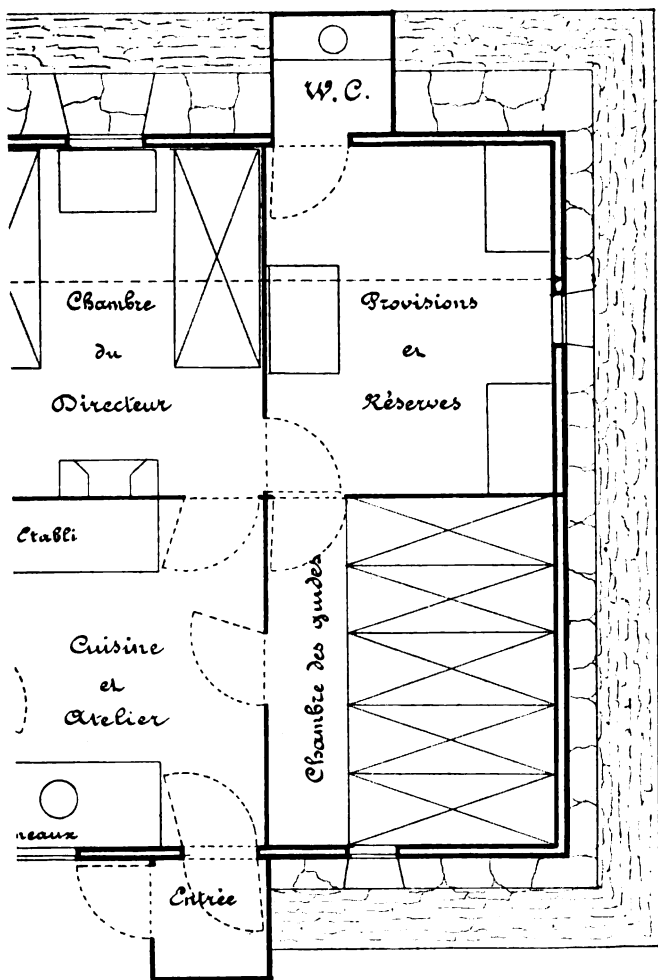 W.C.
Chambre
du
Directeur
Provisions
et
Réserves
Etabli
Cuisine
et
Atelier
Chambre des guides
neaux
Entrée